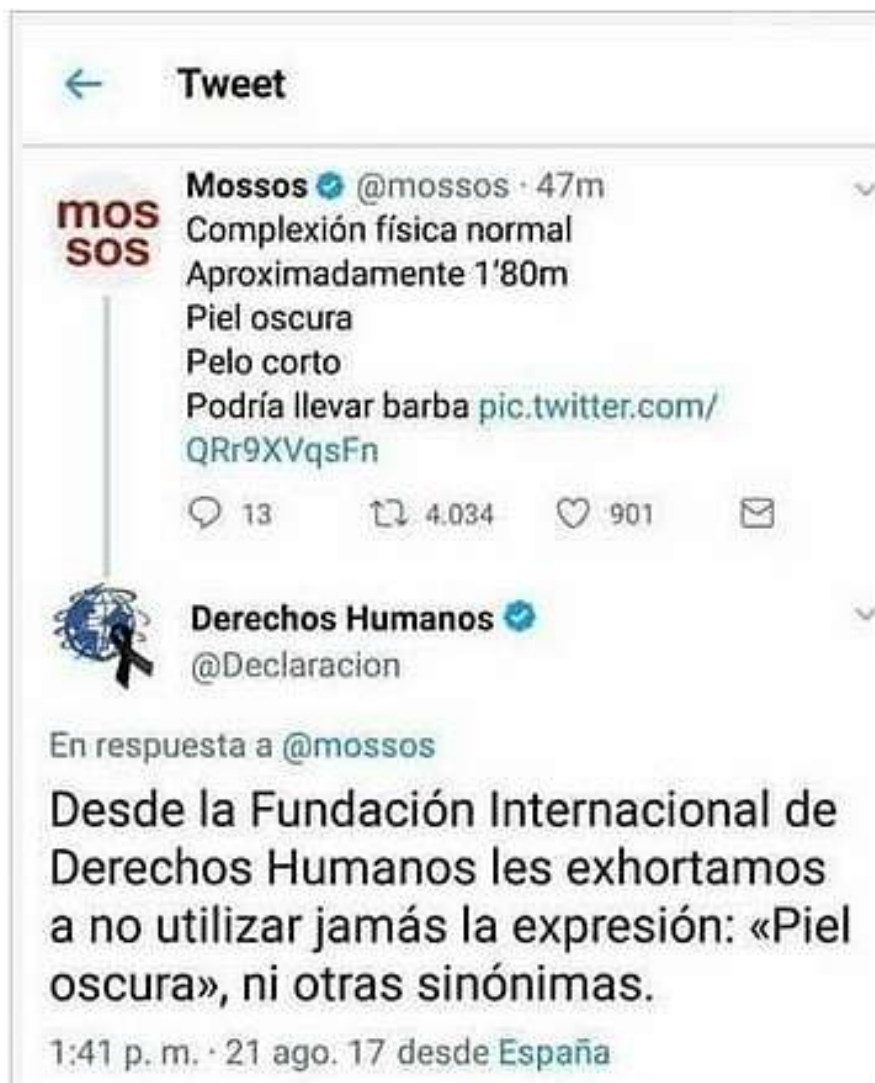 Tweet
mos
sos
Mossos @mossos · 47m
Complexión física normal
Aproximadamente 1'80m
Piel oscura
Pelo corto
Podría llevar barba pic.twitter.com/
QRr9XVqsFn
13 4.034 901
Derechos Humanos
@Declaracion
En respuesta a @mossos
Desde la Fundación Internacional de
Derechos Humanos les exhortamos
a no utilizar jamás la expresión: «Piel
oscura», ni otras sinónimas.
1:41 p. m. · 21 ago. 17 desde España